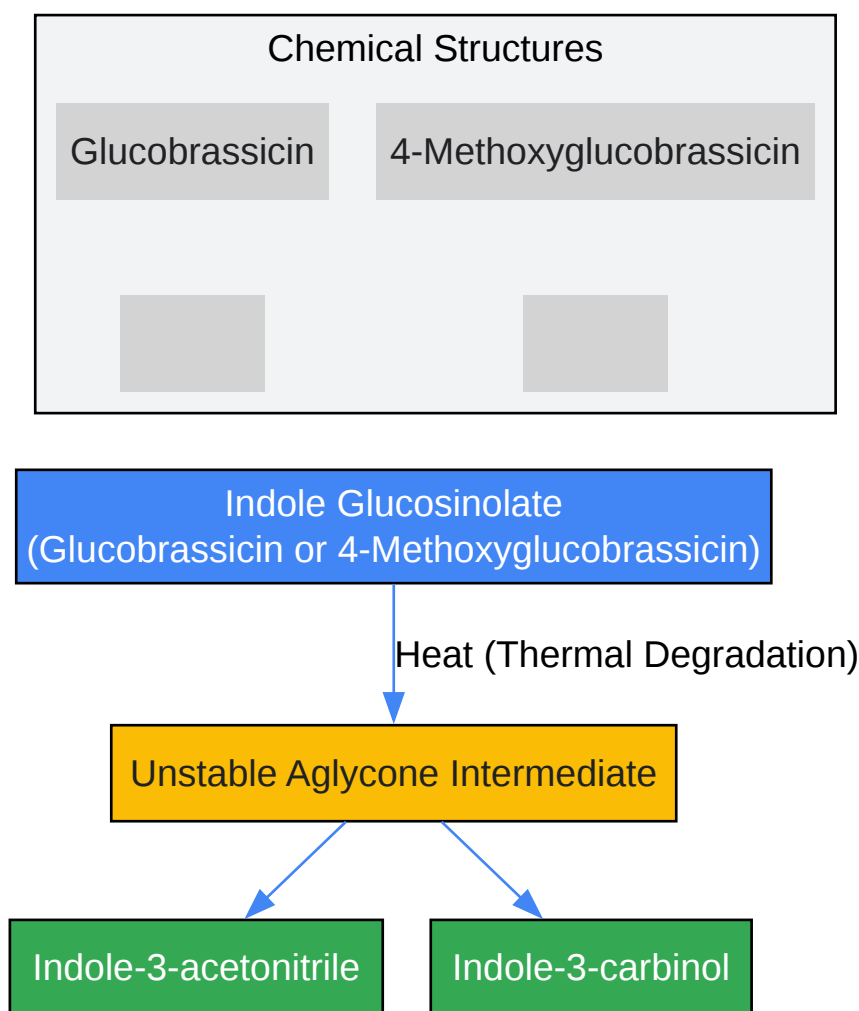 Chemical Structures
Glucobrassicin
4-Methoxyglucobrassicin
Indole Glucosinolate
(Glucobrassicin or 4-Methoxyglucobrassicin)
Heat (Thermal Degradation)
Unstable Aglycone Intermediate
Indole-3-acetonitrile
Indole-3-carbinol